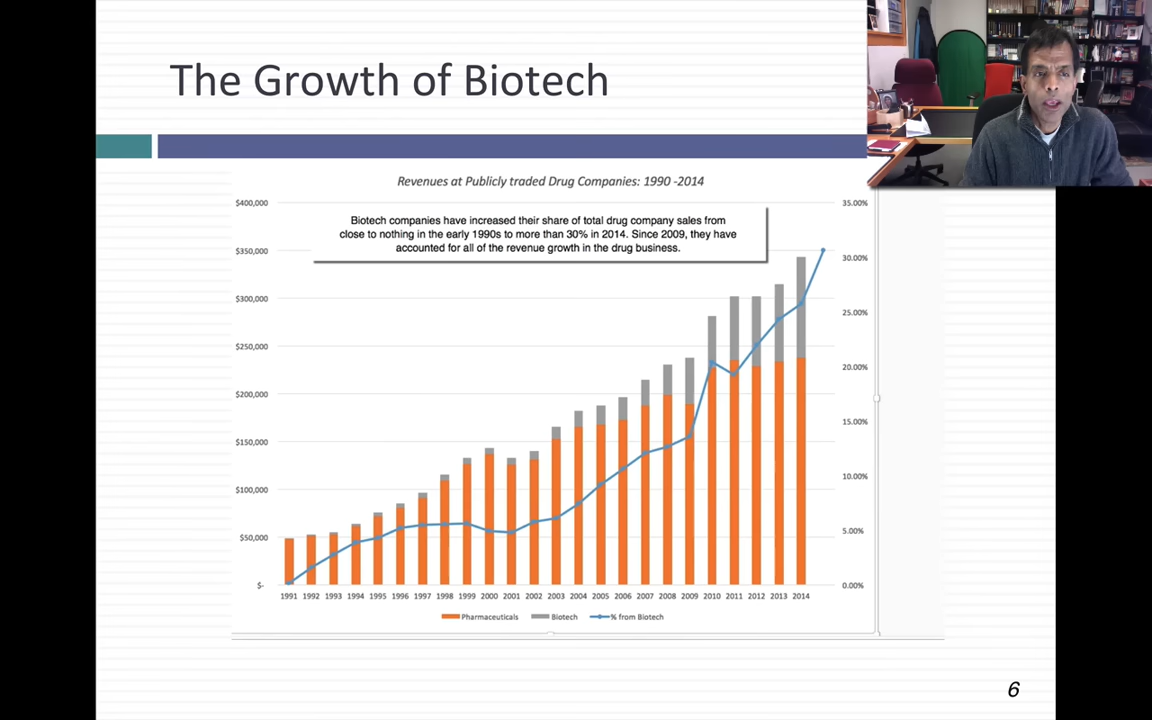 The Growth of Biotech
Revenues at Publicly traded Drug Companies: 1990 -2014
Biotech companies have increased their share of total drug company sales from
close to nothing in the early 1990s to more than 30% in 2014. Since 2009, they have
accounted for all of the revenue growth in the drug business.
$400,000
$350,000
$300,000
$250,000
$200,000
$150,000
$100,000
$50,000
$-
35.00%
30.00%
25.00%
20.00%
15.00%
10.00%
5.00%
0.00%
1991 1992 1993 1994 1995 1996 1997 1998 1999 2000 2001 2002 2003 2004 2005 2006 2007 2008 2009 2010 2011 2012 2013 2014
Pharmaceuticals Biotech % from Biotech
6